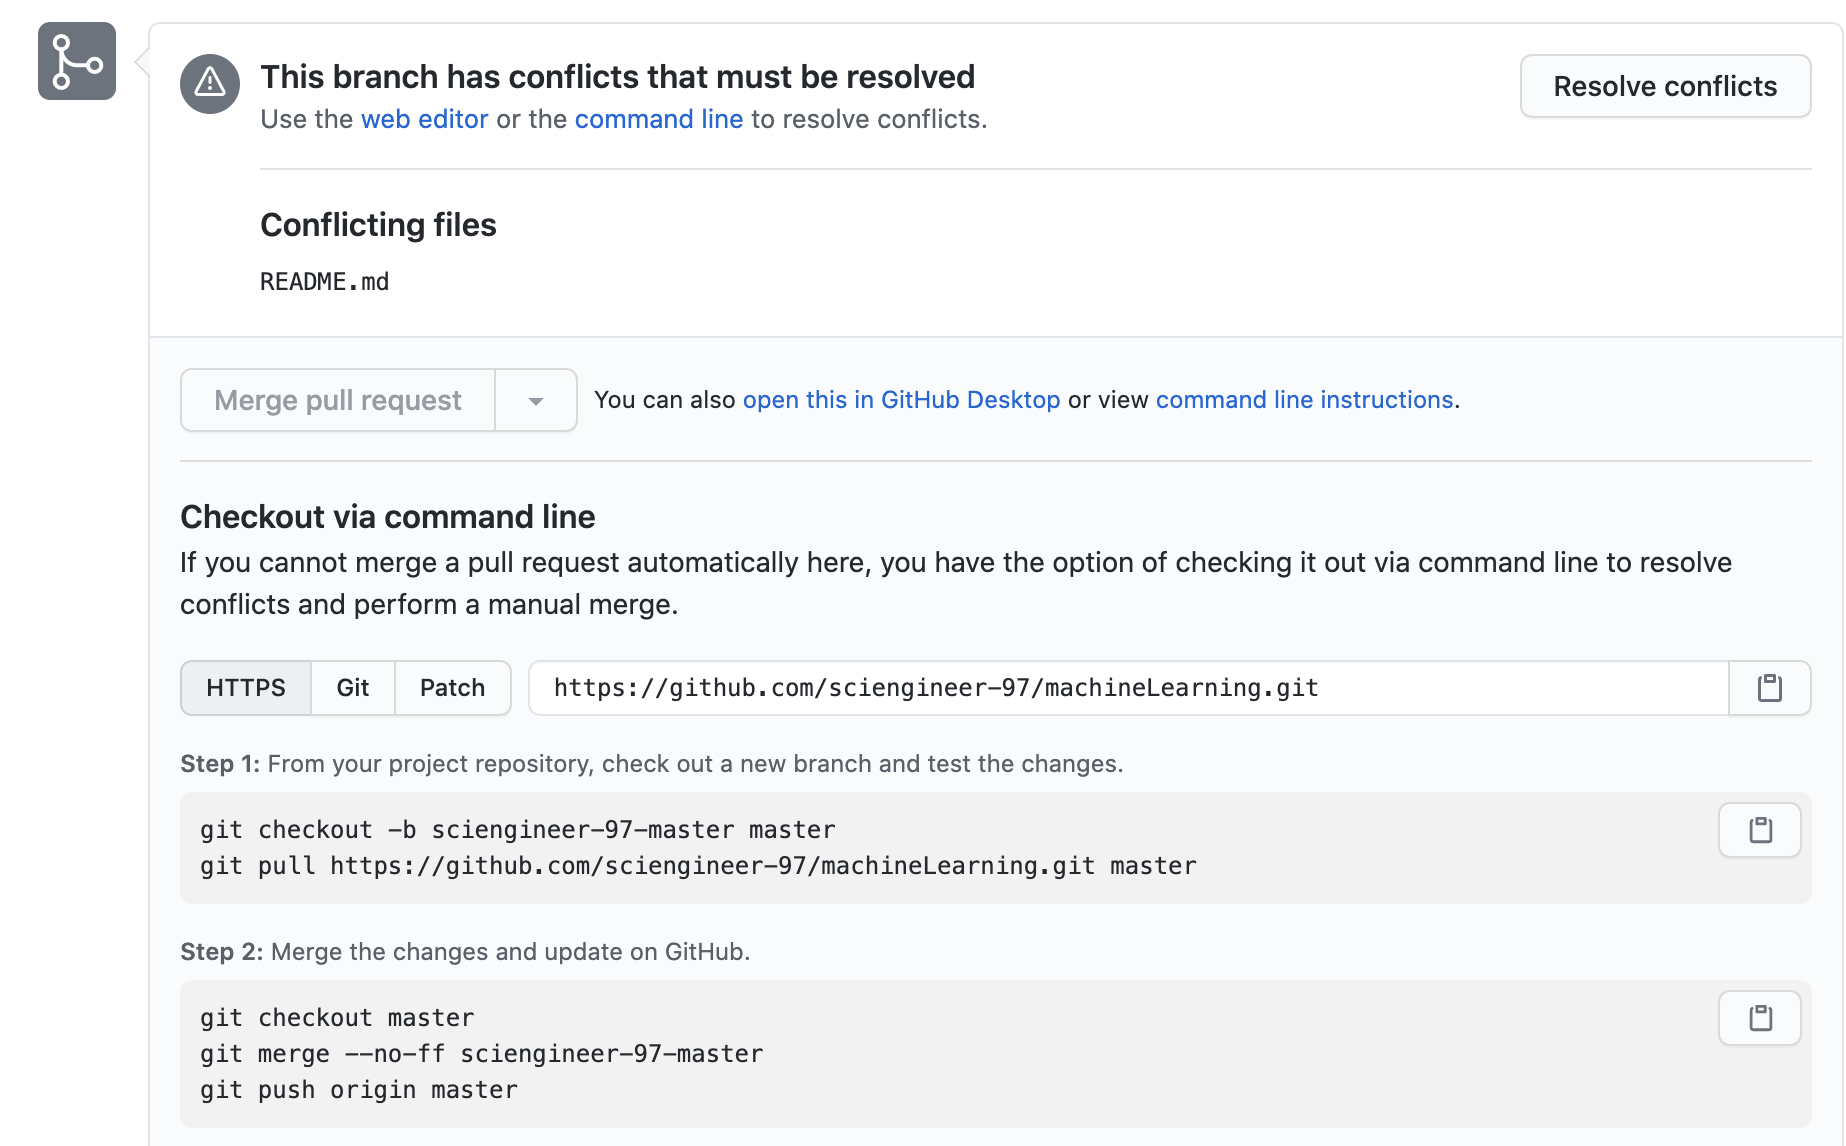 This branch has conflicts that must be resolved
Resolve conflicts
Use the web editor or the command line to resolve conflicts.
Conflicting files
README.md
Merge pull request
You can also open this in GitHub Desktop or view command line instructions.
Checkout via command line
If you cannot merge a pull request automatically here, you have the option of checking it out via command line to resolve
conflicts and perform a manual merge.
HTTPS Git Patch https://github.com/sciengineer-97/machineLearning.git
Step 1: From your project repository, check out a new branch and test the changes.
git checkout -b sciengineer-97-master master
git pull https://github.com/sciengineer-97/machineLearning.git master
Step 2: Merge the changes and update on GitHub.
git checkout master
git merge --no-ff sciengineer-97-master
git push origin master